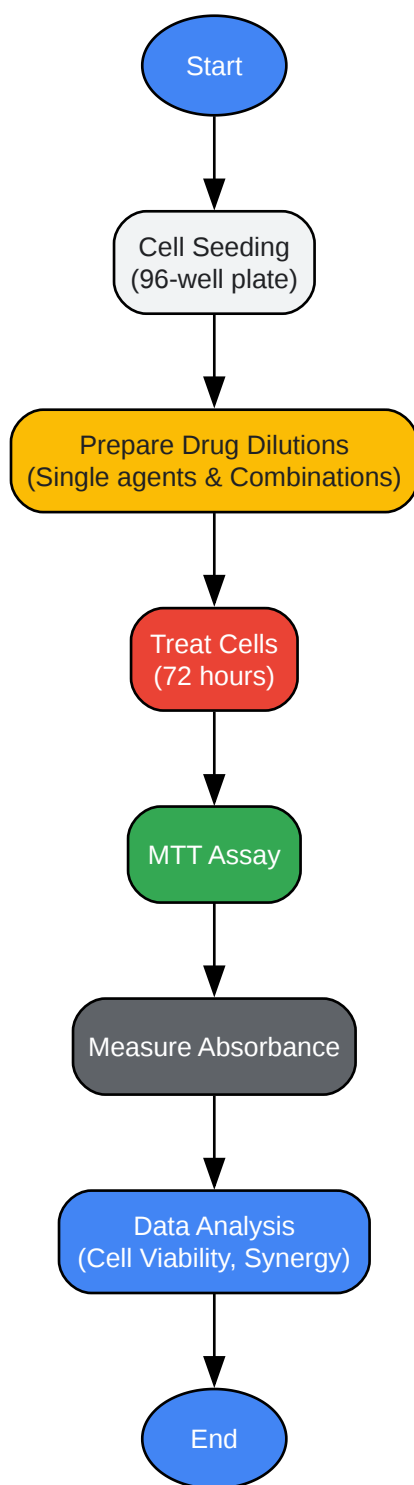 Start
Cell Seeding
(96-well plate)
Prepare Drug Dilutions
(Single agents & Combinations)
Treat Cells
(72 hours)
MTT Assay
Measure Absorbance
Data Analysis
(Cell Viability, Synergy)
End